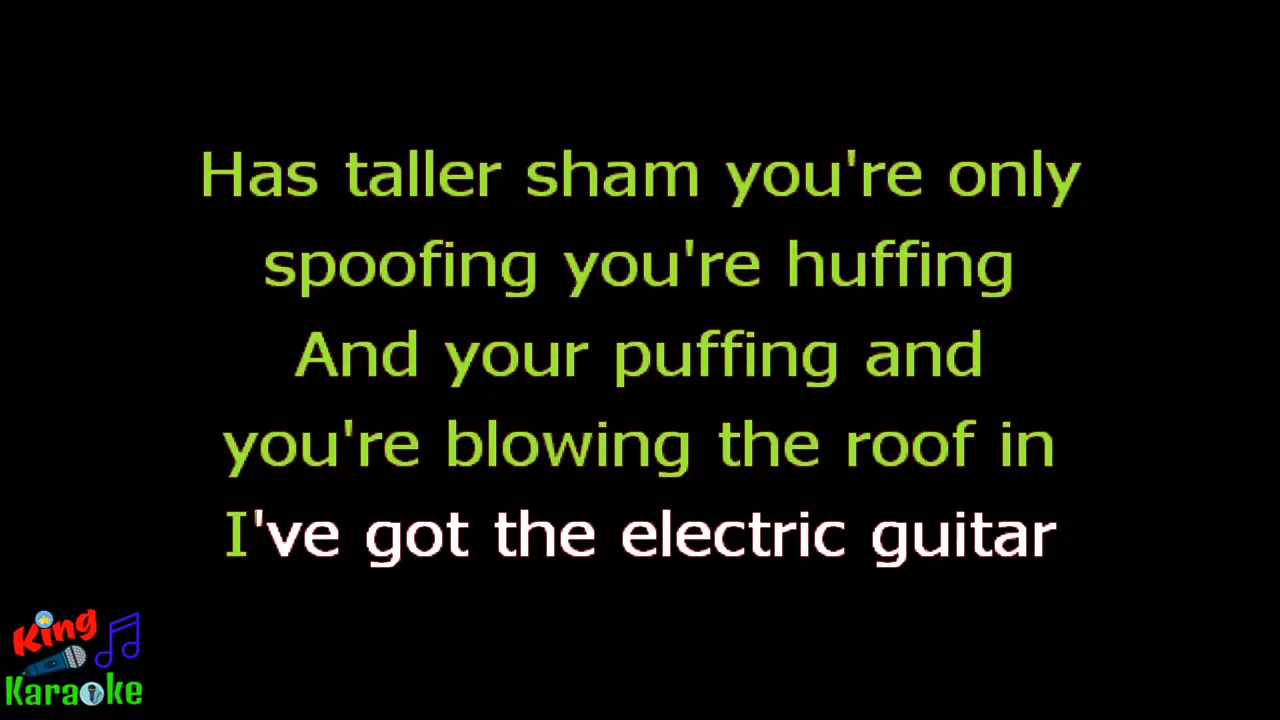 Has taller sham you're only
spoofing you're huffing
And your puffing and
you're blowing the roof in
I've got the electric guitar
King
Karaoke